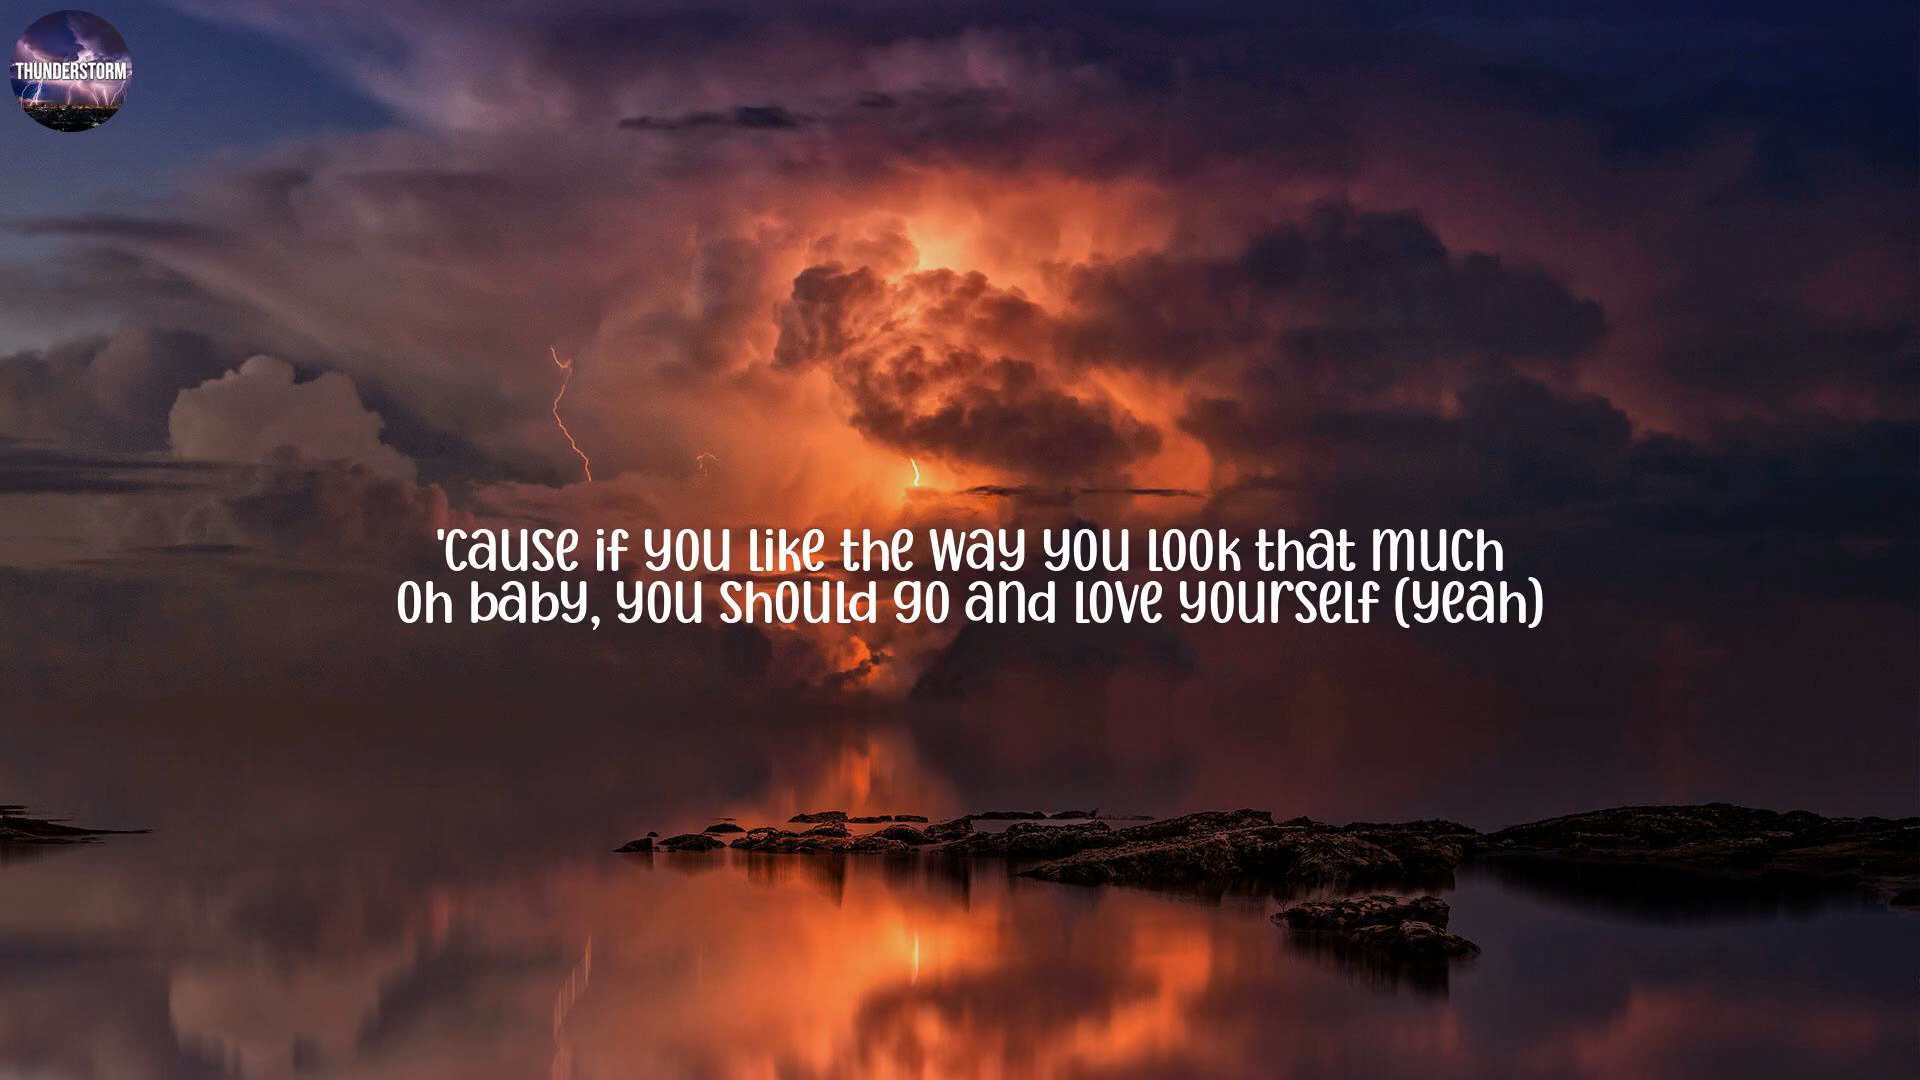 THUNDERSTORM
'cause if you like the way you look that much
oh baby, you should go and love yourself (yeah)